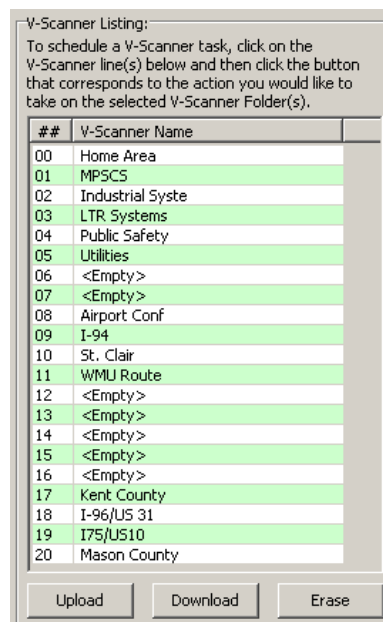 V-Scanner Listing:
To schedule a V-Scanner task, click on the
V-Scanner line(s) below and then click the button
that corresponds to the action you would like to
take on the selected V-Scanner Folder(s).
## V-Scanner Name
00 Home Area
01 MPSCS
02 Industrial Syste
03 LTR Systems
04 Public Safety
05 Utilities
06 <Empty>
07 <Empty>
08 Airport Conf
09 I-94
10 St. Clair
11 WMU Route
12 <Empty>
13 <Empty>
14 <Empty>
15 <Empty>
16 <Empty>
17 Kent County
18 I-96/US 31
19 I75/US10
20 Mason County
Upload Download Erase